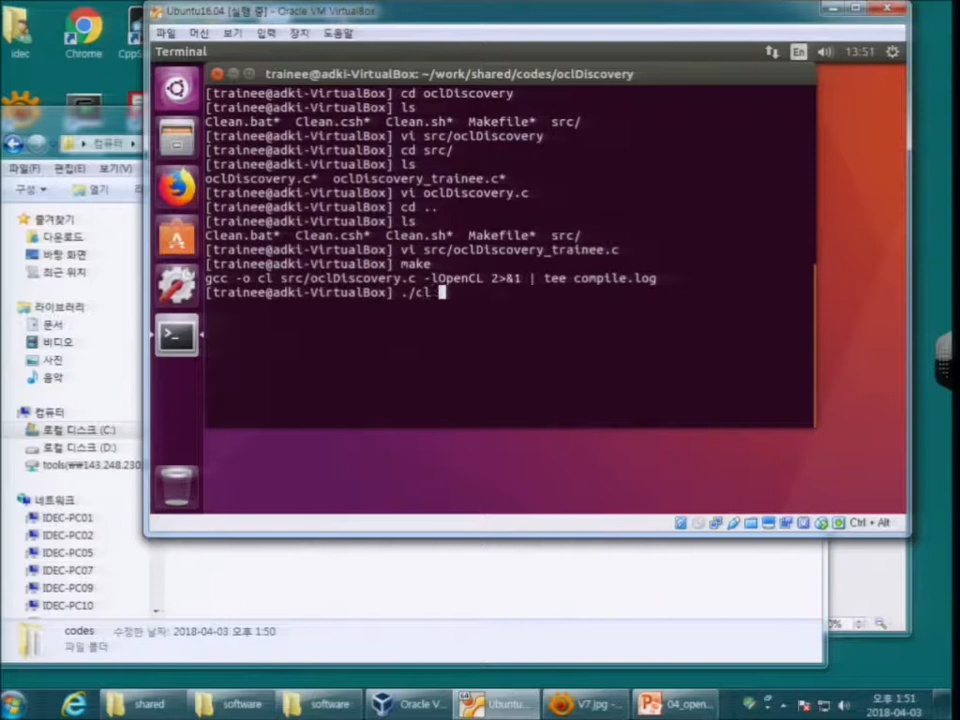 idec
Chrome
CppS
Ubuntu16.04 [실행 중] - Oracle VM VirtualBox
파일 머신 보기 입력 장치 도움말
Terminal
En
13:51
trainee@adki-VirtualBox: ~/work/shared/codes/oclDiscovery
[trainee@adki-VirtualBox] cd oclDiscovery
[trainee@adki-VirtualBox] ls
Clean.bat* Clean.csh* Clean.sh* Makefile* src/
[trainee@adki-VirtualBox] vi src/oclDiscovery
[trainee@adki-VirtualBox] cd src/
[trainee@adki-VirtualBox] ls
oclDiscovery.c* oclDiscovery_trainee.c*
[trainee@adki-VirtualBox] vi oclDiscovery.c
[trainee@adki-VirtualBox] cd ..
[trainee@adki-VirtualBox] ls
Clean.bat* Clean.csh* Clean.sh* Makefile* src/
[trainee@adki-VirtualBox] vi src/oclDiscovery_trainee.c
[trainee@adki-VirtualBox] make
gcc -o cl src/oclDiscovery.c -lOpenCL 2>&1 | tee compile.log
[trainee@adki-VirtualBox] ./cl
컴퓨터
파일(F) 편집(E) 보기(V)
구성 열기
즐겨찾기
다운로드
바탕 화면
최근 위치
라이브러리
문서
비디오
사진
음악
컴퓨터
로컬 디스크 (C:)
로컬 디스크 (D:)
tools(₩₩143.248.230
네트워크
IDEC-PC01
IDEC-PC02
IDEC-PC05
IDEC-PC07
IDEC-PC09
IDEC-PC10
Ctrl + Alt
codes 수정한 날짜: 2018-04-03 오후 1:50
파일 폴더
shared
software
software
Oracle V...
Ubuntu...
V7.jpg -...
04_open...
오후 1:51
2018-04-03